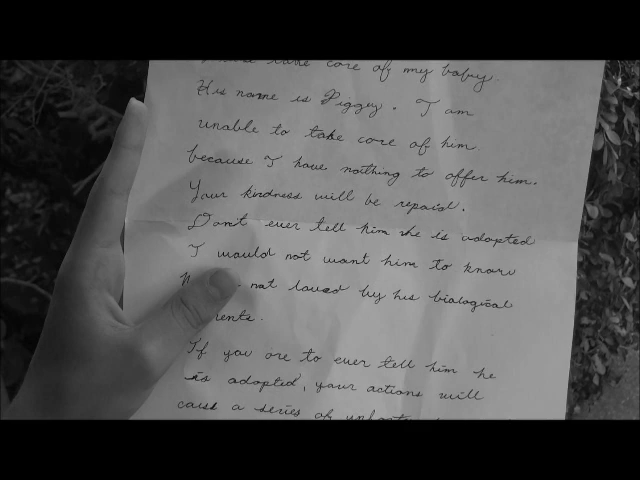 take care of my baby.
His name is Piggey. I am
unable to take care of him
because I have nothing to offer him.
Your kindness will be repaid.
Don't ever tell him he is adopted
I would not want him to know
not loved by his biological
If you are to ever tell him he
is adopted, your actions will
cause a series of